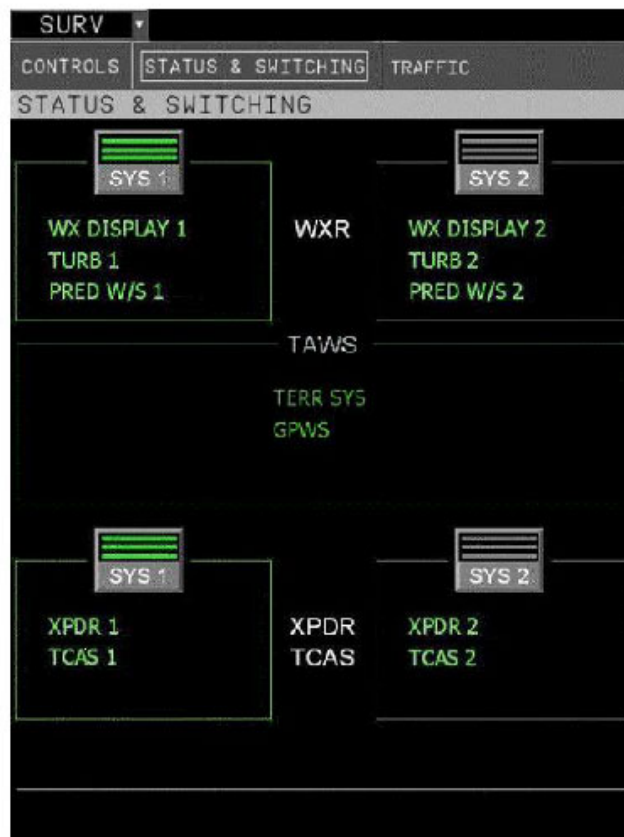 SURV
CONTROLS STATUS & SWITCHING TRAFFIC
STATUS & SWITCHING
SYS 1 SYS 2
WX DISPLAY 1 WXR WX DISPLAY 2
TURB 1 TURB 2
PRED W/S 1 PRED W/S 2
TAWS
TERR SYS
GPWS
SYS 1 SYS 2
XPDR 1 XPDR XPDR 2
TCAS 1 TCAS TCAS 2